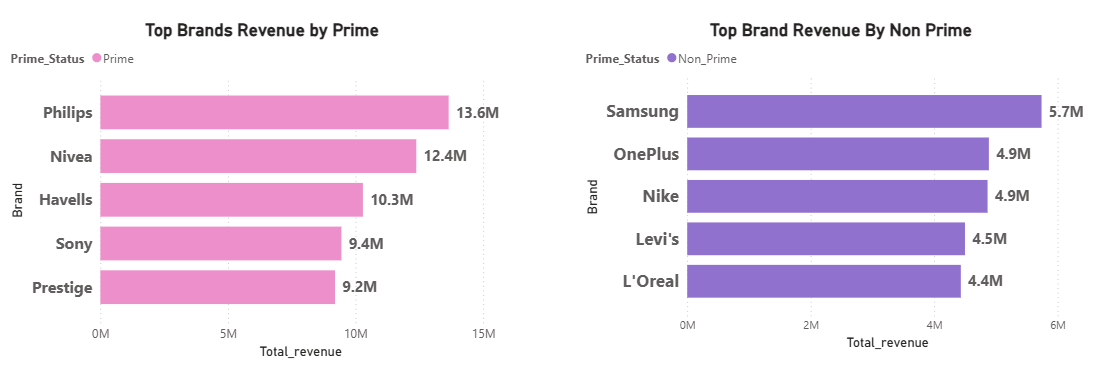 Top Brands Revenue by Prime
Prime_Status Prime
Philips 13.6M
Nivea 12.4M
Havells 10.3M
Sony 9.4M
Prestige 9.2M
Brand
0M 5M 10M 15M
Total_revenue
Top Brand Revenue By Non Prime
Prime_Status Non_Prime
Samsung 5.7M
OnePlus 4.9M
Nike 4.9M
Levi's 4.5M
L'Oreal 4.4M
Brand
0M 2M 4M 6M
Total_revenue